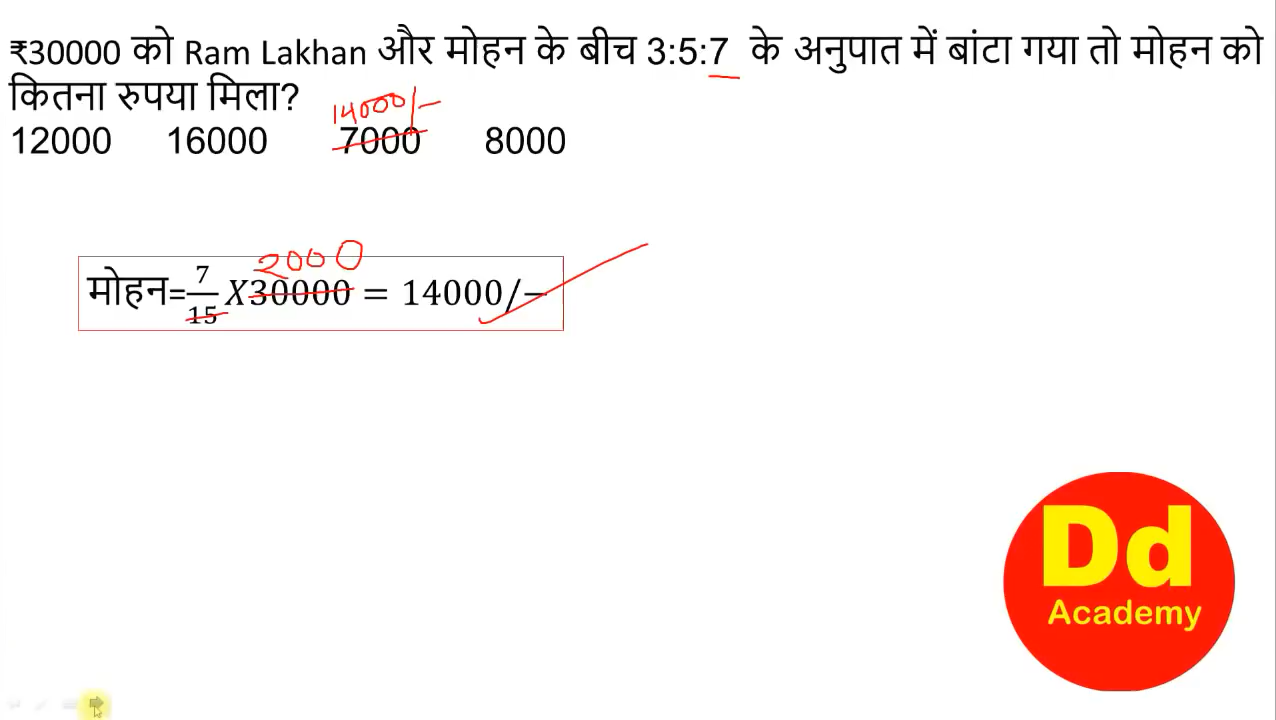 ₹30000 को Ram Lakhan और मोहन के बीच 3:5:7 के अनुपात में बांटा गया तो मोहन को
कितना रुपया मिला?
14000/-
12000 16000 7000 8000
2000
मोहन=7/15 X30000 = 14000/-
Dd
Academy